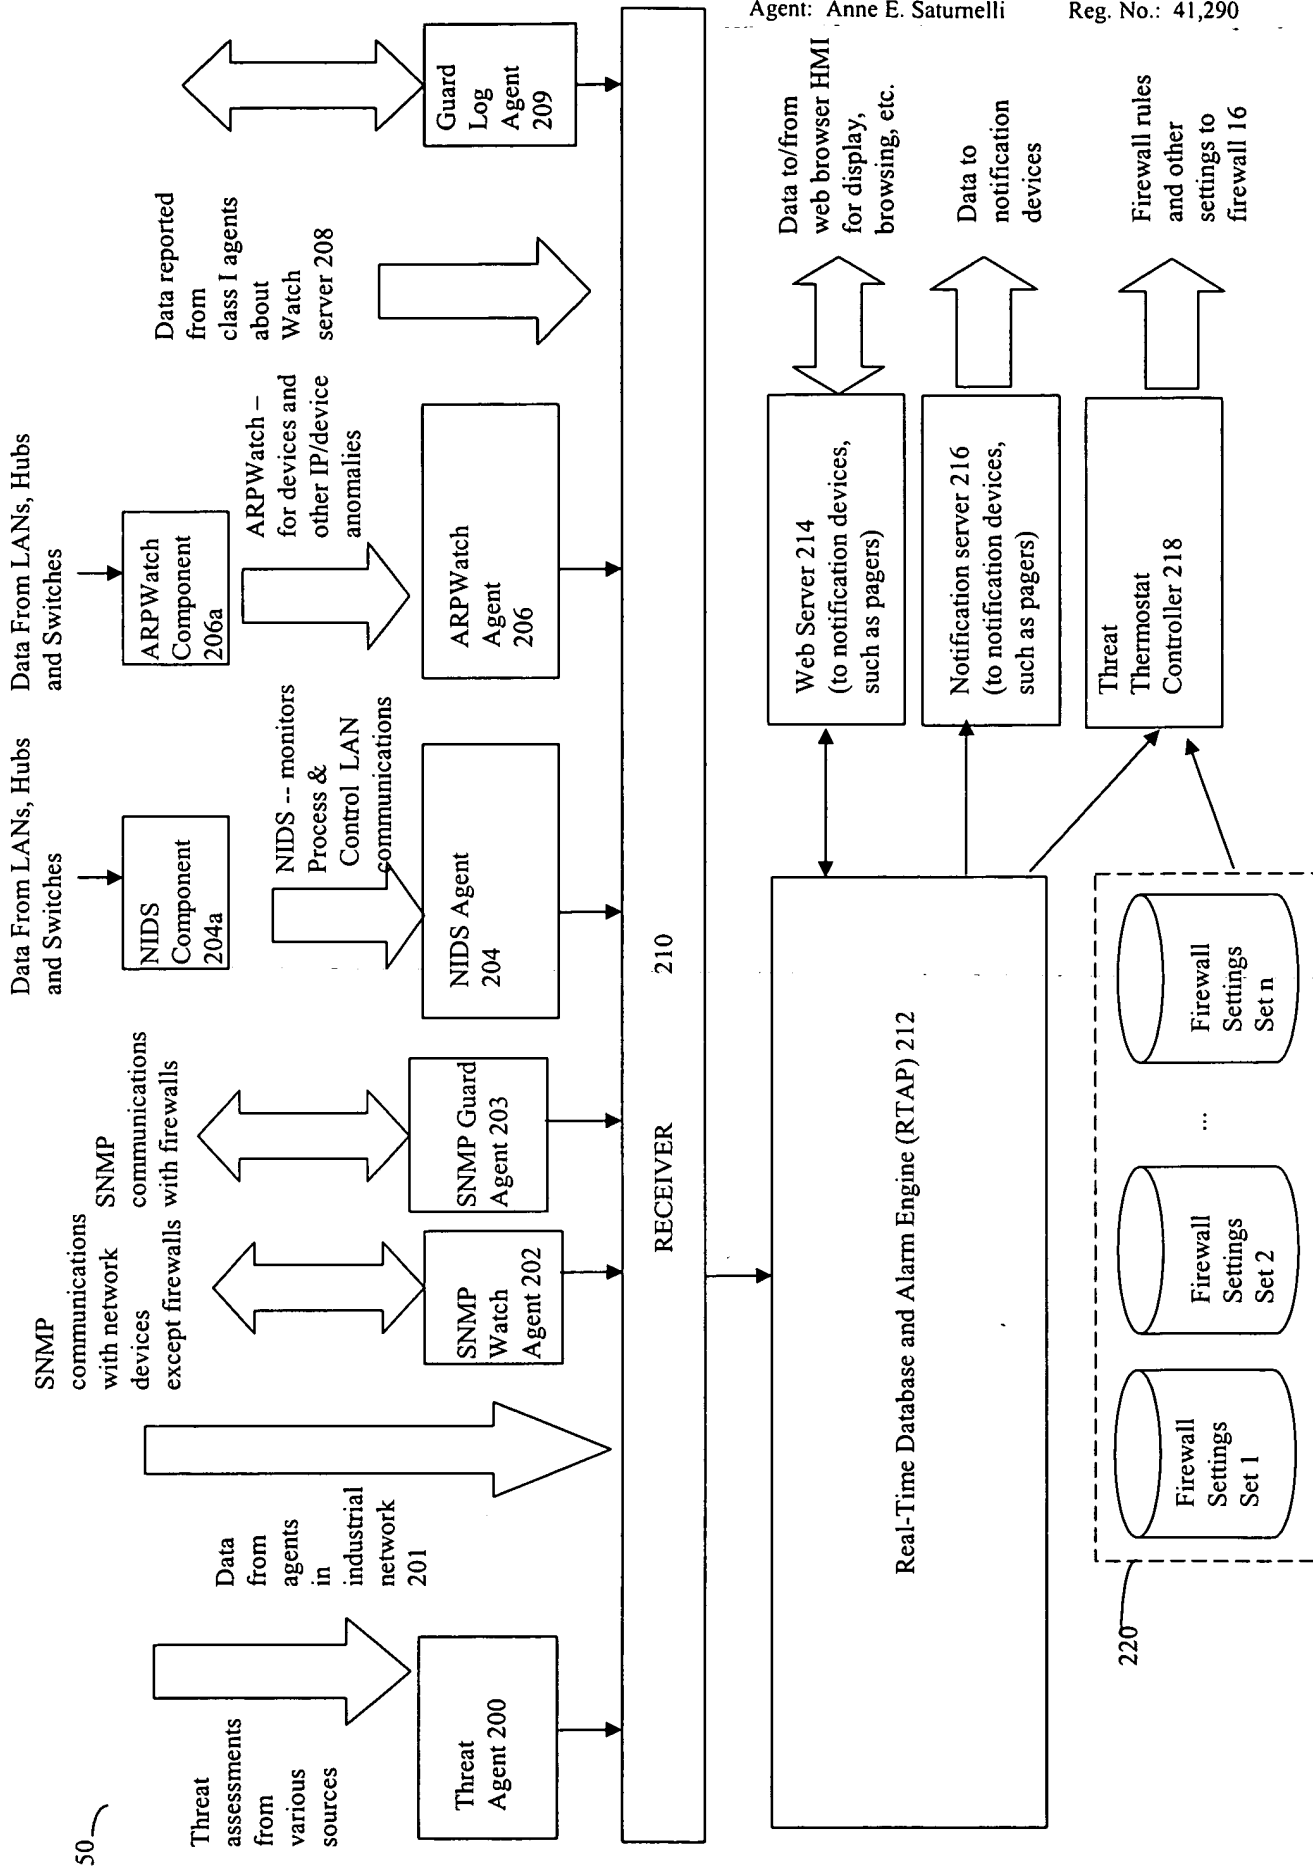 Agent: Anne E. Saturnelli Reg. No.: 41,290
50
Threat
assessments
from
various
sources
Data
from
agents
in
industrial
network
201
SNMP
communications
with network
devices
except firewalls
SNMP
communications
with firewalls
Data From LANs, Hubs
and Switches
Data From LANs, Hubs
and Switches
NIDS
Component
204a
NIDS -- monitors
Process &
Control LAN
communications
ARPWatch
Component
206a
ARPWatch –
for devices and
other IP/device
anomalies
Data reported
from
class I agents
about
Watch
server 208
Threat
Agent 200
SNMP
Watch
Agent 202
SNMP Guard
Agent 203
NIDS Agent
204
ARPWatch
Agent
206
Guard
Log
Agent
209
RECEIVER 210
Real-Time Database and Alarm Engine (RTAP) 212
Web Server 214
(to notification devices,
such as pagers)
Data to/from
web browser HMI
for display,
browsing, etc.
Notification server 216
(to notification devices,
such as pagers)
Data to
notification
devices
Threat
Thermostat
Controller 218
Firewall rules
and other
settings to
firewall 16
220
Firewall
Settings
Set 1
Firewall
Settings
Set 2
...
Firewall
Settings
Set n